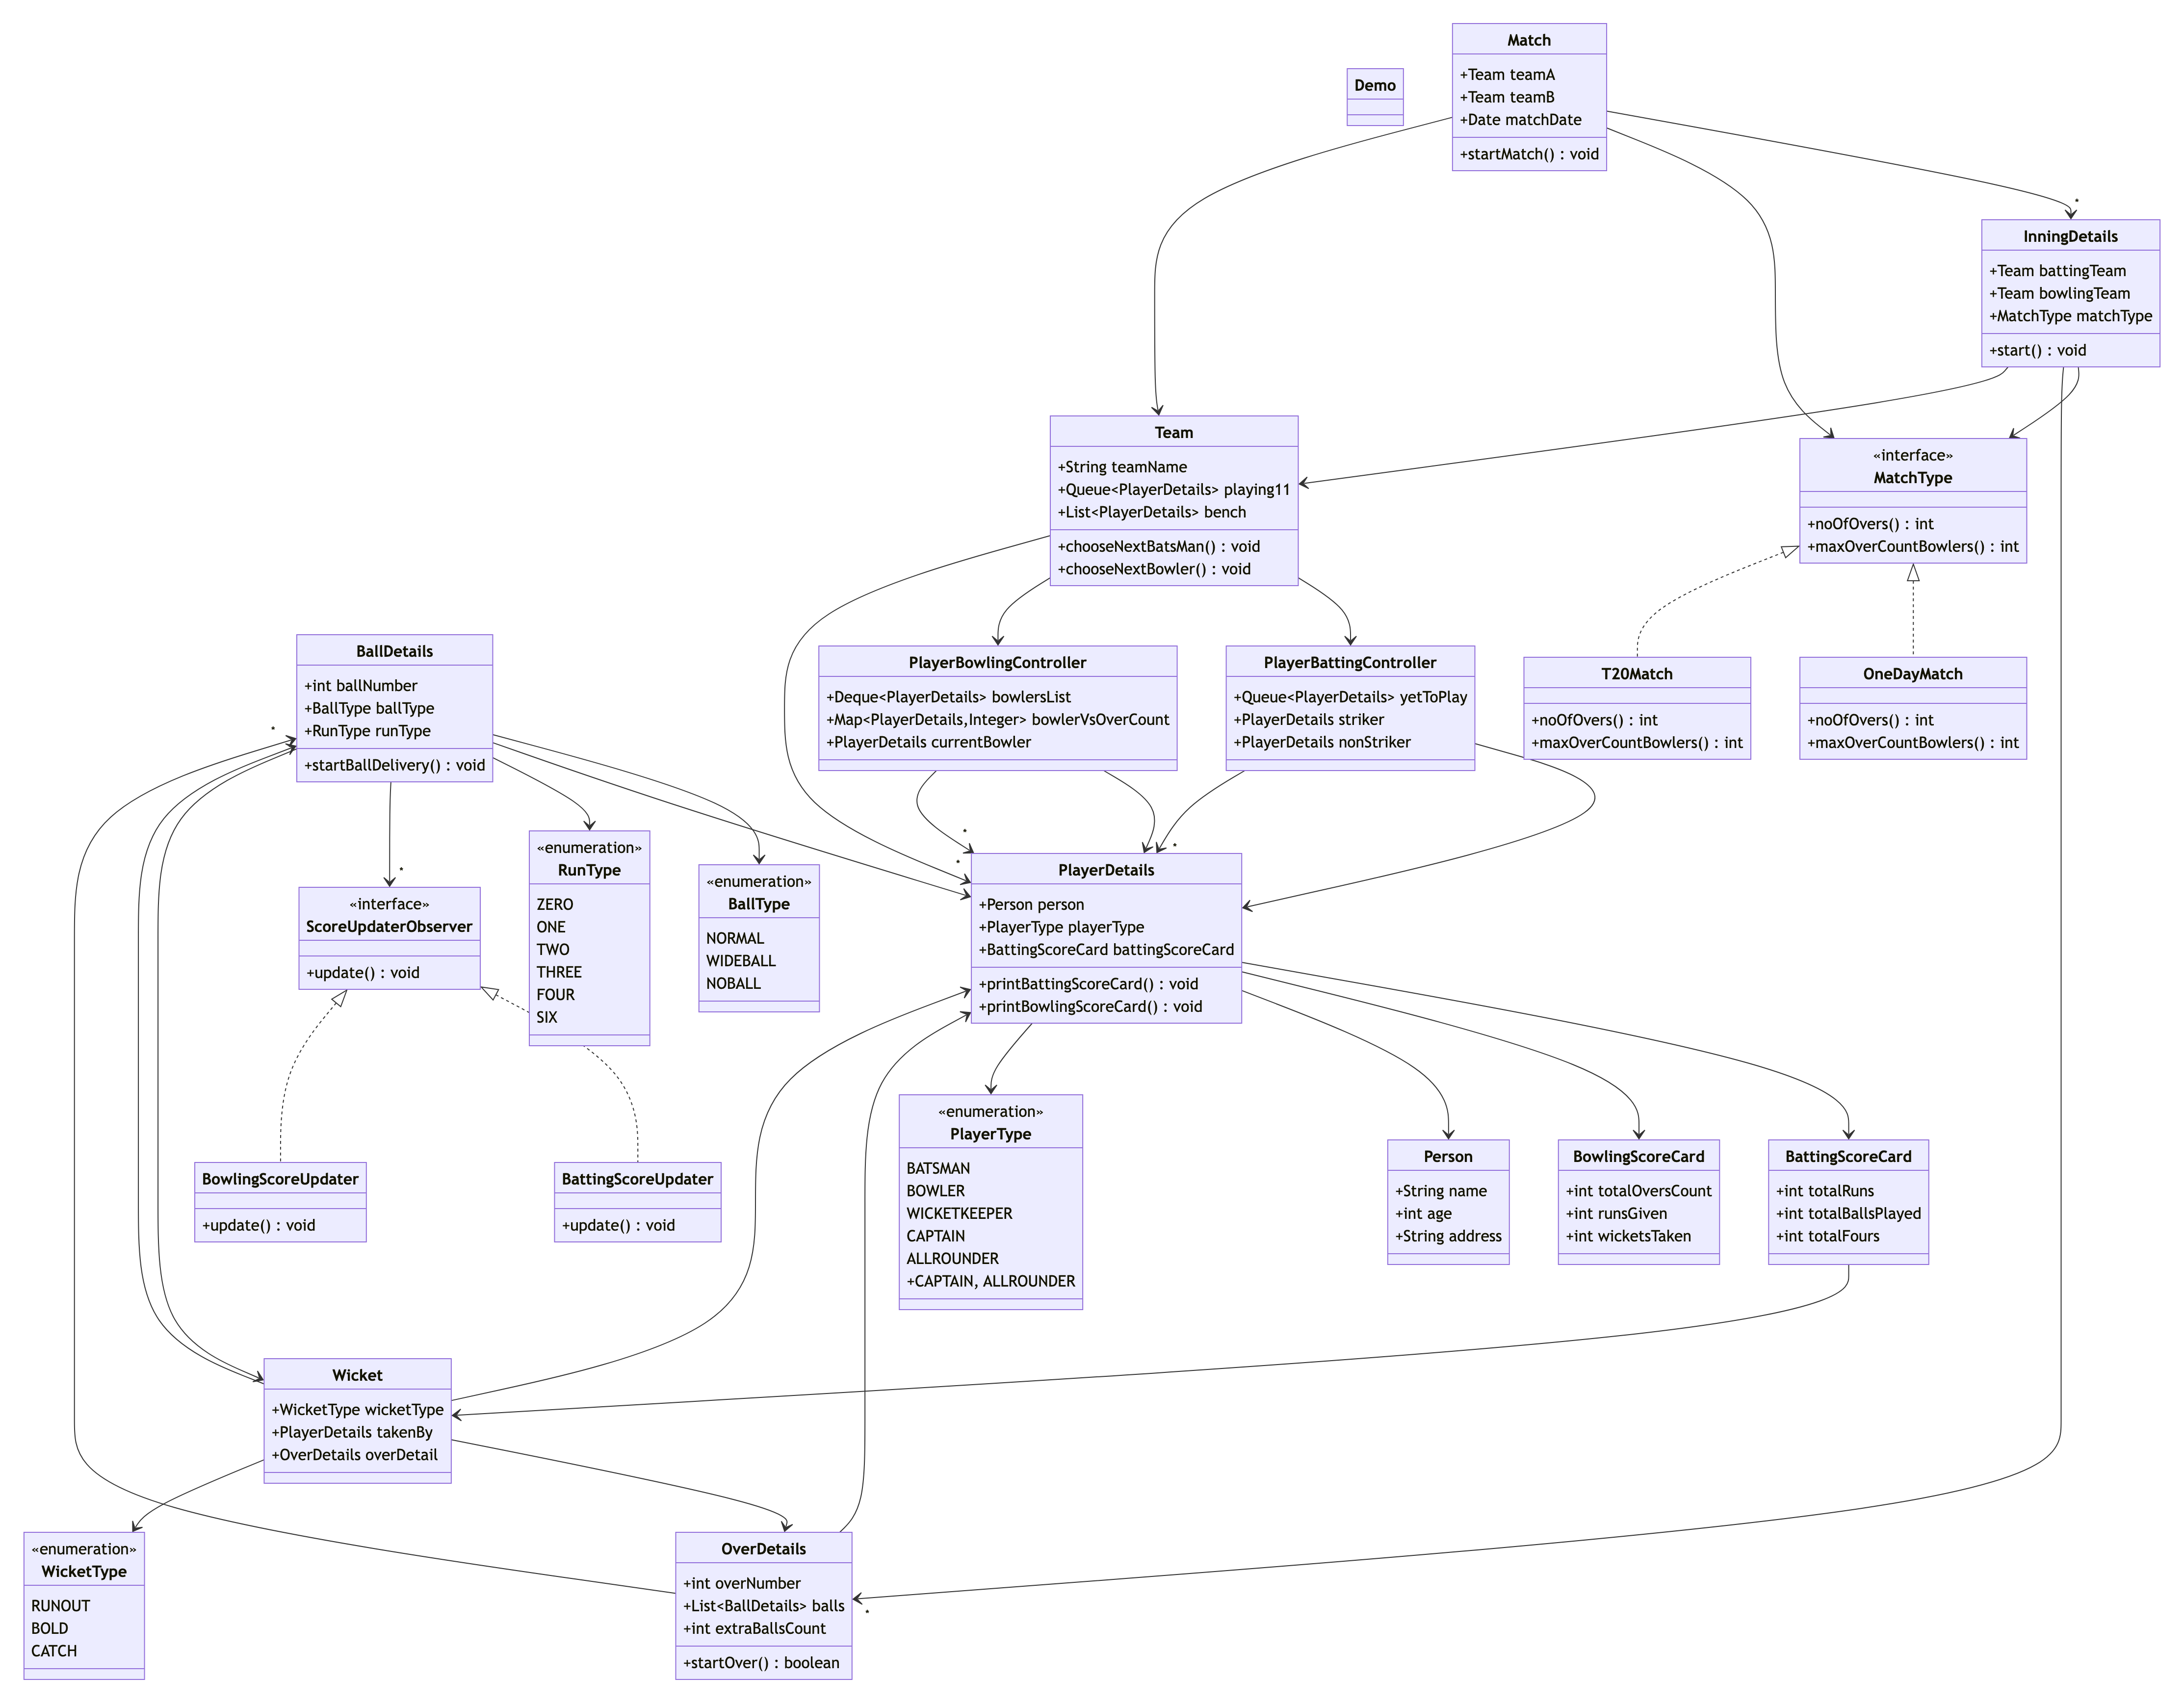 Match
+Team teamA
+Team teamB
+Date matchDate
+startMatch() : void
Demo
*
InningDetails
+Team battingTeam
+Team bowlingTeam
+MatchType matchType
+start() : void
Team
+String teamName
+Queue<PlayerDetails> playing11
+List<PlayerDetails> bench
+chooseNextBatsMan() : void
+chooseNextBowler() : void
«interface»
MatchType
+noOfOvers() : int
+maxOverCountBowlers() : int
BallDetails
+int ballNumber
+BallType ballType
+RunType runType
+startBallDelivery() : void
*
PlayerBowlingController
+Deque<PlayerDetails> bowlersList
+Map<PlayerDetails,Integer> bowlerVsOverCount
+PlayerDetails currentBowler
PlayerBattingController
+Queue<PlayerDetails> yetToPlay
+PlayerDetails striker
+PlayerDetails nonStriker
T20Match
+noOfOvers() : int
+maxOverCountBowlers() : int
OneDayMatch
+noOfOvers() : int
+maxOverCountBowlers() : int
*
«interface»
ScoreUpdaterObserver
+update() : void
«enumeration»
RunType
ZERO
ONE
TWO
THREE
FOUR
SIX
«enumeration»
BallType
NORMAL
WIDEBALL
NOBALL
*
*
*
PlayerDetails
+Person person
+PlayerType playerType
+BattingScoreCard battingScoreCard
+printBattingScoreCard() : void
+printBowlingScoreCard() : void
BowlingScoreUpdater
+update() : void
BattingScoreUpdater
+update() : void
«enumeration»
PlayerType
BATSMAN
BOWLER
WICKETKEEPER
CAPTAIN
ALLROUNDER
+CAPTAIN, ALLROUNDER
Person
+String name
+int age
+String address
BowlingScoreCard
+int totalOversCount
+int runsGiven
+int wicketsTaken
BattingScoreCard
+int totalRuns
+int totalBallsPlayed
+int totalFours
Wicket
+WicketType wicketType
+PlayerDetails takenBy
+OverDetails overDetail
«enumeration»
WicketType
RUNOUT
BOLD
CATCH
OverDetails
+int overNumber
+List<BallDetails> balls
+int extraBallsCount
+startOver() : boolean
*